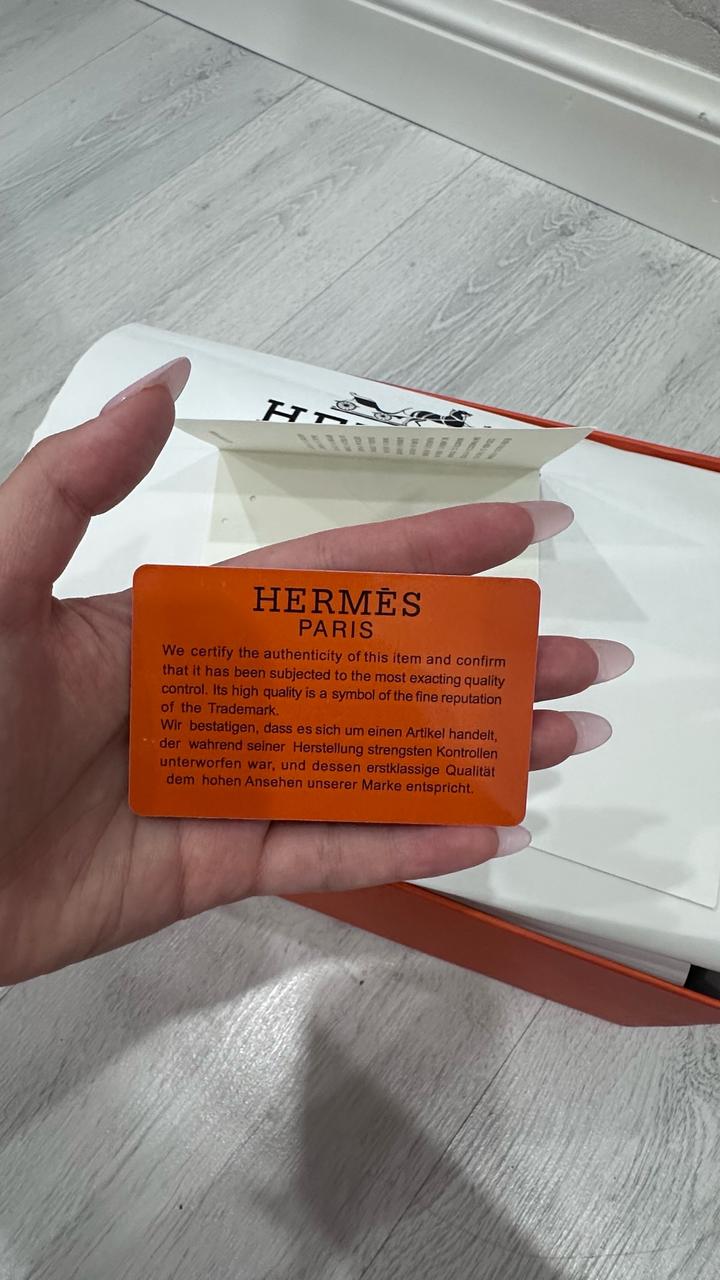 HERMĒS
PARIS
We certify the authenticity of this item and confirm
that it has been subjected to the most exacting quality
control. Its high quality is a symbol of the fine reputation
of the Trademark.
Wir bestatigen, dass es sich um einen Artikel handelt,
der wahrend seiner Herstellung strengsten Kontrollen
unterworfen war, und dessen erstklassige Qualität
dem hohen Ansehen unserer Marke entspricht.